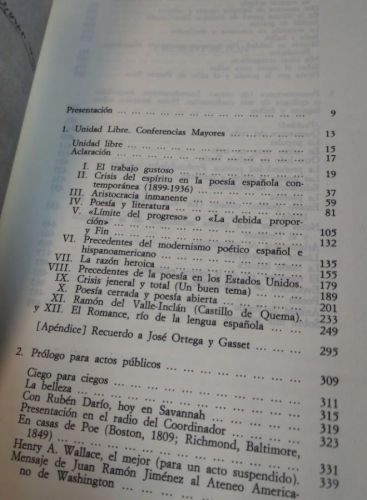 Presentación ... 9
1. Unidad Libre. Conferencias Mayores ... 13
Unidad libre ... 15
Aclaración ... 17
I. El trabajo gustoso ... 19
II. Crisis del espíritu en la poesía española con-
temporánea (1899-1936) ... 37
III. Aristocracia inmanente ... 59
IV. Poesía y literatura ... 81
V. «Límite del progreso» o «La debida propor-
ción» ... 105
y Fin ... 132
VI. Precedentes del modernismo poético español e
hispanoamericano ... 135
VII. La razón heroica ... 155
VIII. Precedentes de la poesía en los Estados Unidos. 179
IX. Crisis jeneral y total (Un buen tema) ... 189
X. Poesía cerrada y poesía abierta ... 201
XI. Ramón del Valle-Inclán (Castillo de Quema). 233
y XII. El Romance, río de la lengua española ... 249
[Apéndice] Recuerdo a José Ortega y Gasset ... 295
2. Prólogo para actos públicos ... 309
Ciego para ciegos ... 311
La belleza ... 315
Con Rubén Darío, hoy en Savannah ... 319
Presentación en el radio del Coordinador ... 323
En casas de Poe (Boston, 1809; Richmond, Baltimore,
1849) ... 331
Henry A. Wallace, el mejor (para un acto suspendido). 339
Mensaje de Juan Ramón Jiménez al Ateneo America-
no de Washington ...